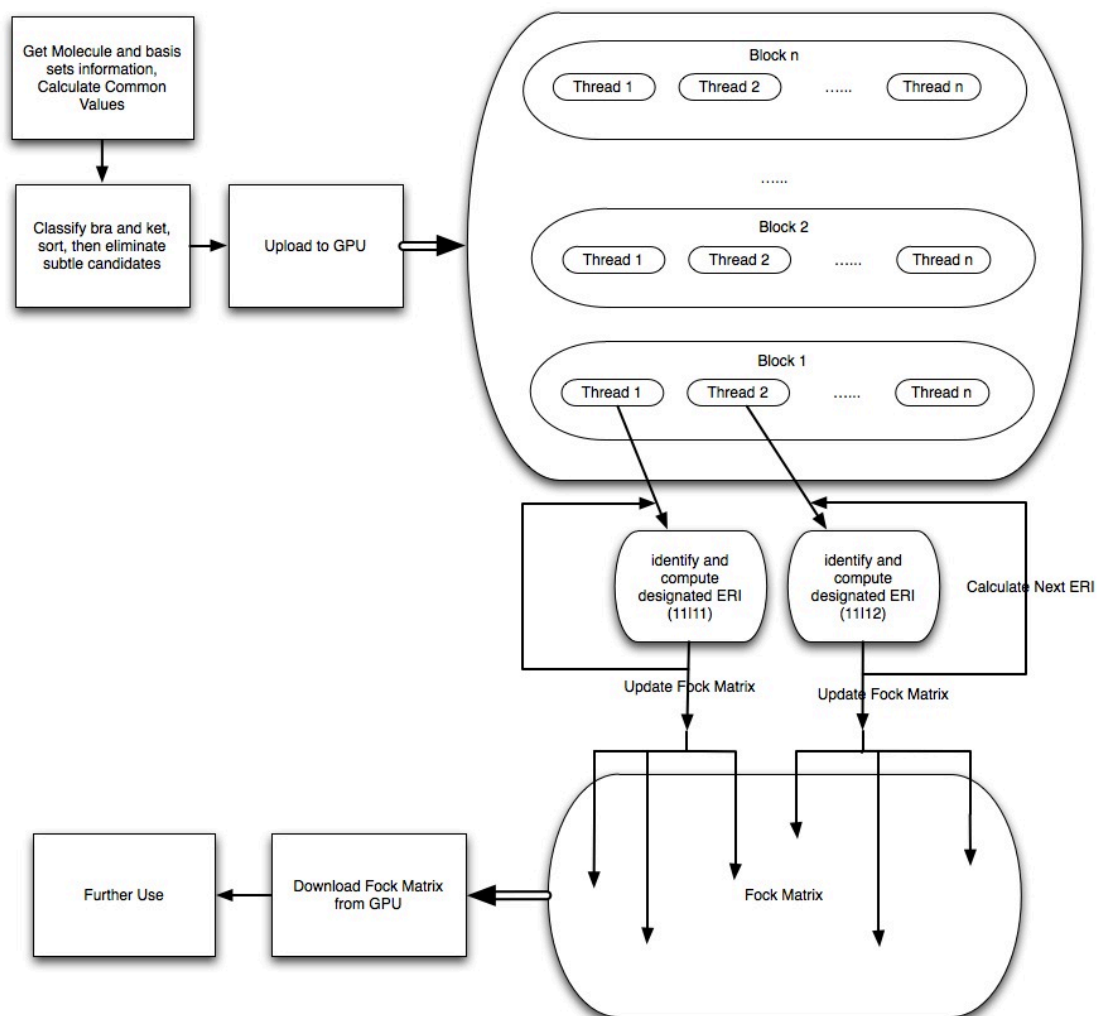 Get Molecule and basis
sets information,
Calculate Common
Values
Classify bra and ket,
sort, then eliminate
subtle candidates
Upload to GPU
Block n
Thread 1
Thread 2
......
Thread n
......
Block 2
Thread 1
Thread 2
......
Thread n
Block 1
Thread 1
Thread 2
......
Thread n
identify and
compute
designated ERI
(11|11)
identify and
compute
designated ERI
(11|12)
Calculate Next ERI
Update Fock Matrix
Update Fock Matrix
Fock Matrix
Download Fock Matrix
from GPU
Further Use